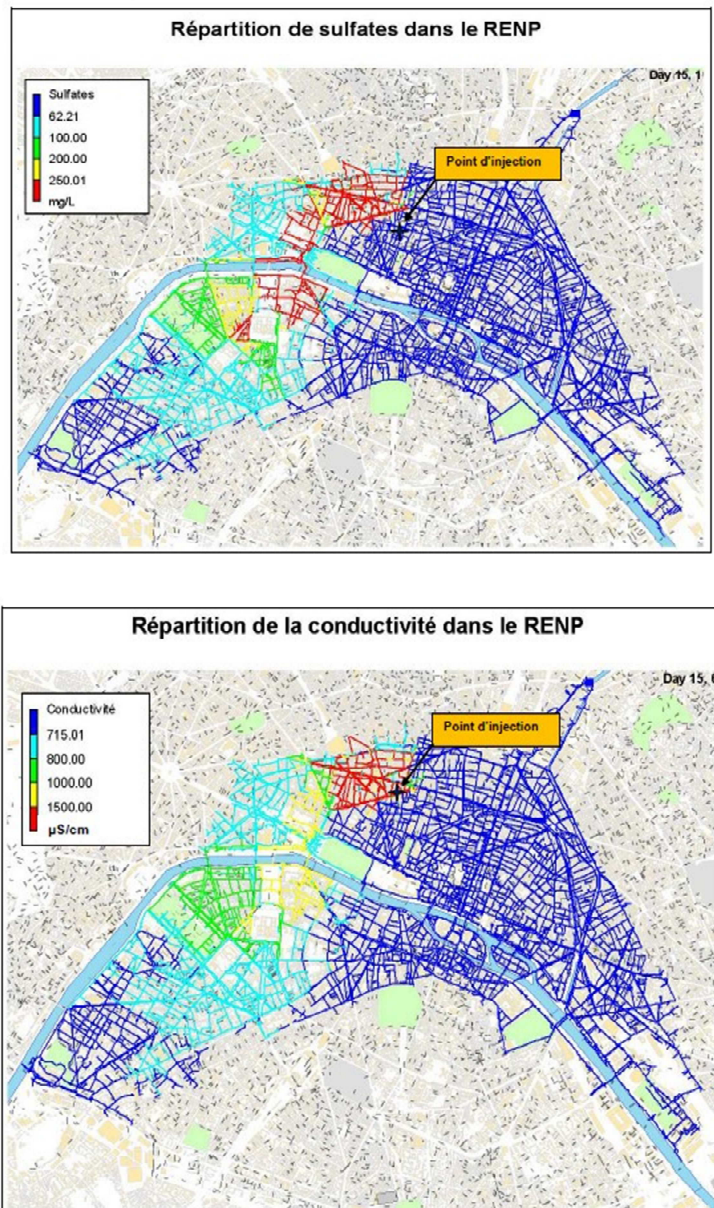 Répartition de sulfates dans le RENP
Day 15, 1
Sulfates
62.21
100.00
200.00
250.01
mg/L
Point d'injection
Répartition de la conductivité dans le RENP
Day 15, 6
Conductivité
715.01
800.00
1000.00
1500.00
µS/cm
Point d'injection